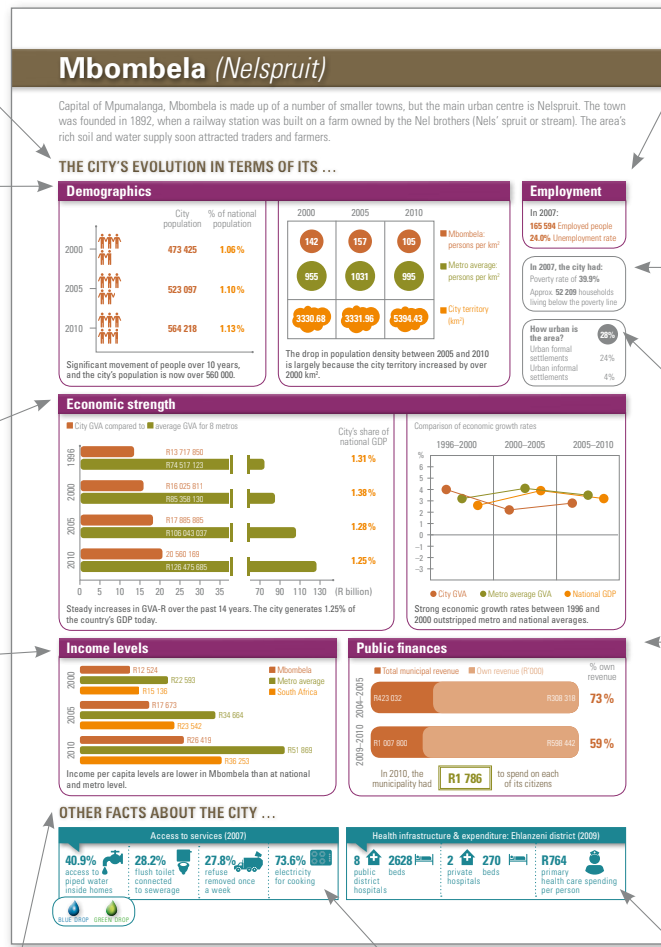 Mbombela (Nelspruit)
Capital of Mpumalanga, Mbombela is made up of a number of smaller towns, but the main urban centre is Nelspruit. The town
was founded in 1892, when a railway station was built on a farm owned by the Nel brothers (Nels' spruit or stream). The area's
rich soil and water supply soon attracted traders and farmers.
THE CITY'S EVOLUTION IN TERMS OF ITS …
Demographics
City population
% of national population
2000 473 425 1.06%
2005 523 097 1.10%
2010 564 218 1.13%
Significant movement of people over 10 years,
and the city's population is now over 560 000.
2000 2005 2010
142 157 105
Mbombela:
persons per km²
955 1031 995
Metro average:
persons per km²
3330.68 3331.96 5394.43
City territory
(km²)
The drop in population density between 2005 and 2010
is largely because the city territory increased by over
2000 km².
Employment
In 2007:
165 594 Employed people
24.0% Unemployment rate
In 2007, the city had:
Poverty rate of 39.9%
Approx. 52 209 households
living below the poverty line
How urban is
the area? 28%
Urban formal
settlements 24%
Urban informal
settlements 4%
Economic strength
City GVA compared to average GVA for 8 metros
City's share of
national GDP
1996
R13 717 850
R74 517 123
1.31%
2000
R16 025 811
R85 358 130
1.38%
2005
R17 885 885
R106 043 037
1.28%
2010
20 560 169
R126 475 685
1.25%
0 5 10 15 20 25 30 35 70 90 110 130 (R billion)
Steady increases in GVA-R over the past 14 years. The city generates 1.25% of
the country's GDP today.
Comparison of economic growth rates
1996–2000 2000–2005 2005–2010
%
6
5
4
3
2
1
0
–1
–2
–3
City GVA Metro average GVA National GDP
Strong economic growth rates between 1996 and
2000 outstripped metro and national averages.
Income levels
Mbombela
Metro average
South Africa
2000
R12 524
R22 593
R15 136
2005
R17 673
R34 664
R23 542
2010
R26 419
R51 869
R36 253
Income per capita levels are lower in Mbombela than at national
and metro level.
Public finances
Total municipal revenue Own revenue (R'000)
% own
revenue
2004–2005
R423 032 R308 318 73%
2009–2010
R1 007 800 R598 442 59%
In 2010, the
municipality had
R1 786
to spend on each
of its citizens
OTHER FACTS ABOUT THE CITY …
Access to services (2007)
40.9%
access to
piped water
inside homes
28.2%
flush toilet
connected
to sewerage
27.8%
refuse
removed once
a week
73.6%
electricity
for cooking
BLUE DROP GREEN DROP
Health infrastructure & expenditure: Ehlanzeni district (2009)
8
public
district
hospitals
2628
beds
2
private
hospitals
270
beds
R764
primary
health care spending
per person